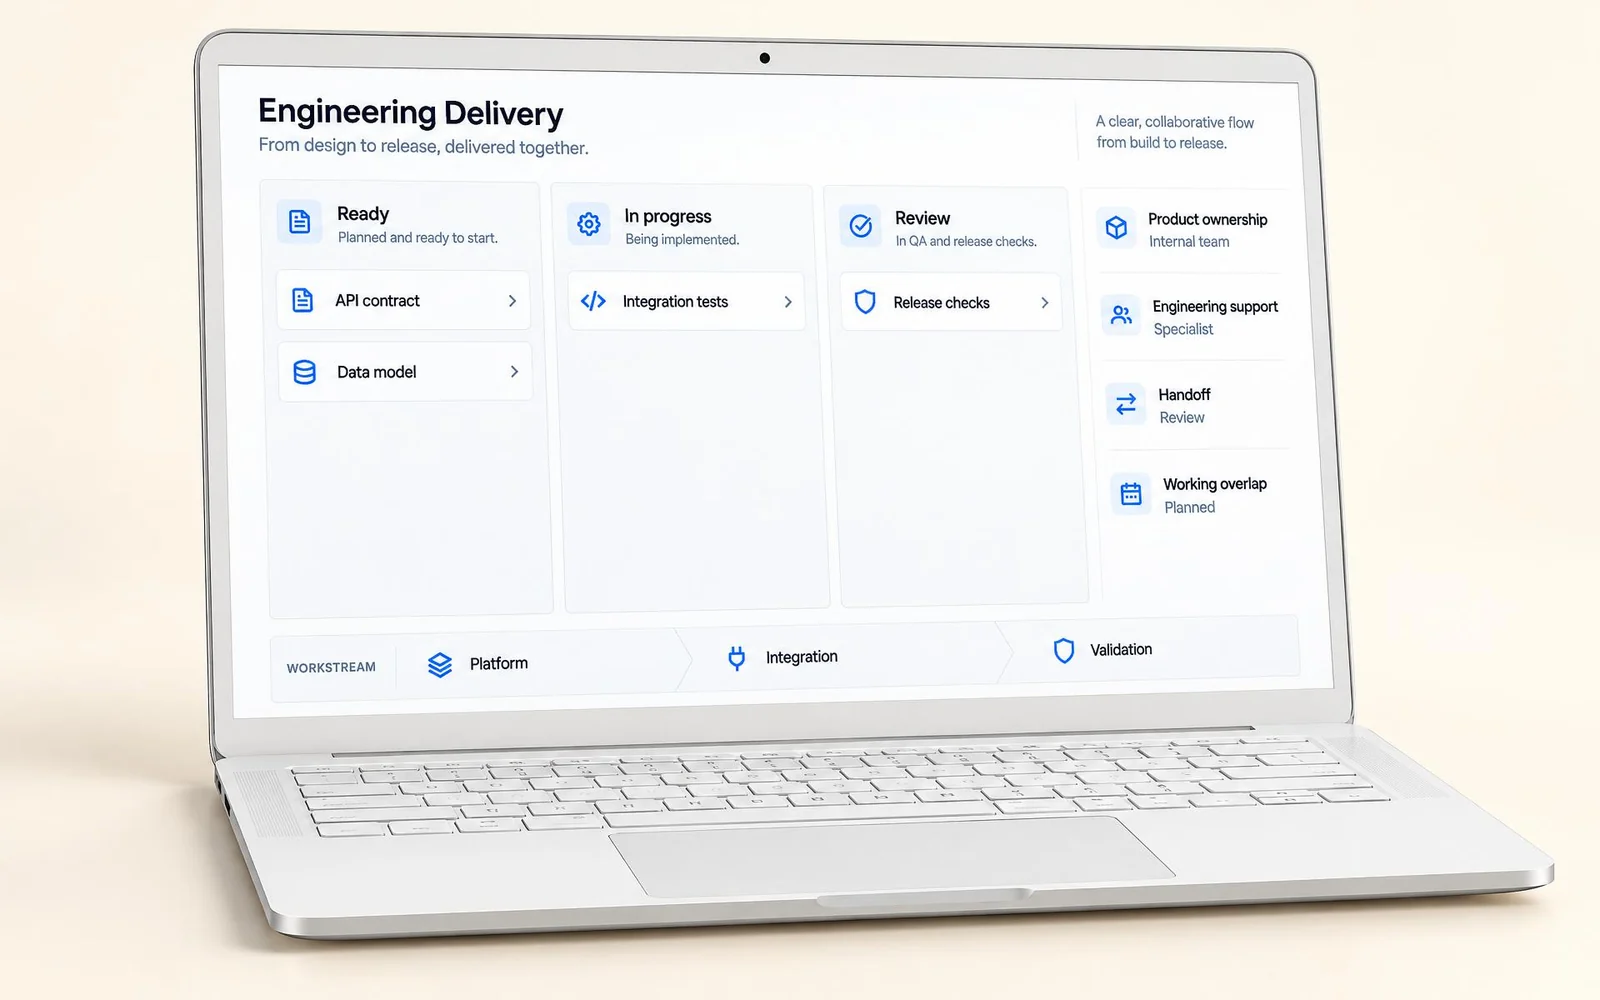 Engineering Delivery
From design to release, delivered together.
A clear, collaborative flow
from build to release.
Ready
Planned and ready to start.
API contract
Data model
In progress
Being implemented.
Integration tests
Review
In QA and release checks.
Release checks
Product ownership
Internal team
Engineering support
Specialist
Handoff
Review
Working overlap
Planned
WORKSTREAM
Platform
Integration
Validation